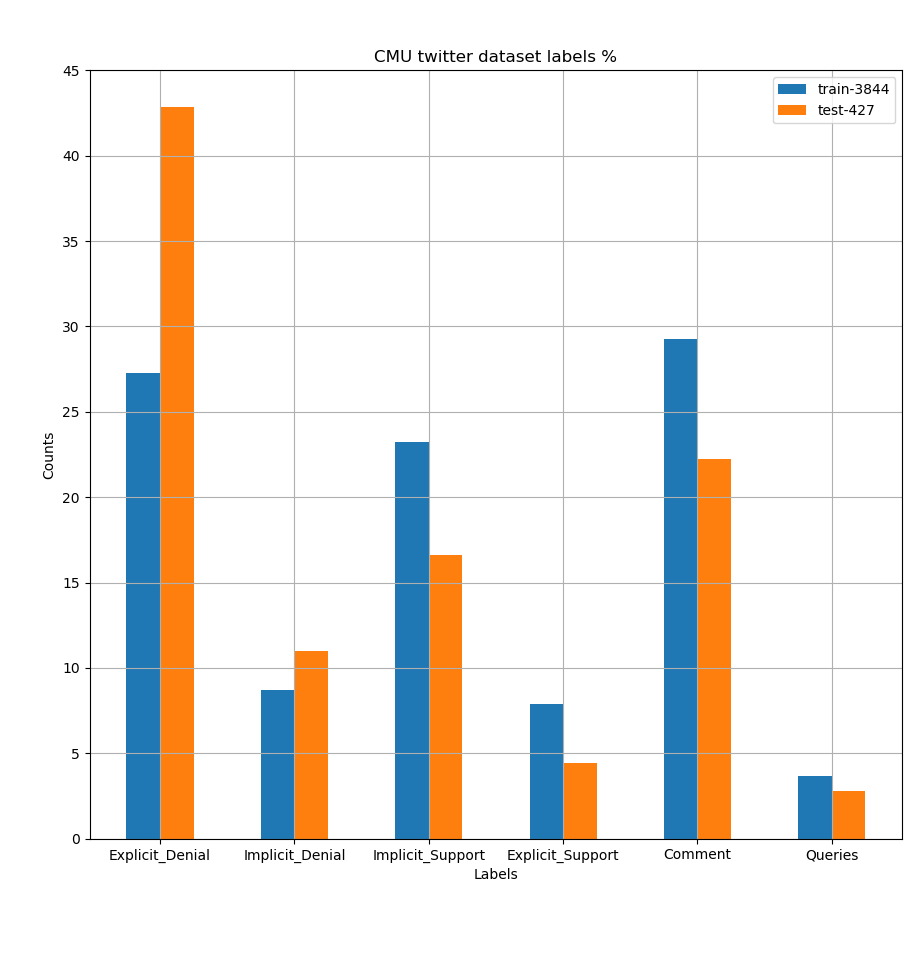 CMU twitter dataset labels %
train-3844
test-427
45
40
35
30
25
20
15
10
5
0
Counts
Explicit_Denial Implicit_Denial Implicit_Support Explicit_Support Comment Queries
Labels